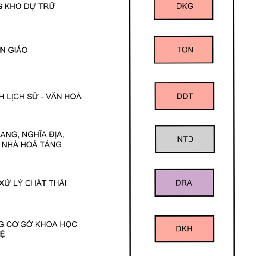 KHO DỰ TRỮ
DKG
TON
GIÁO
H LỊCH SỬ - VĂN HOÁ
DDT
ANG, NGHĨA ĐỊA,
NHÀ HOẢ TÁNG
NTD
XỬ LÝ CHẤT THẢI
DRA
CƠ SỞ KHOA HỌC
DKH